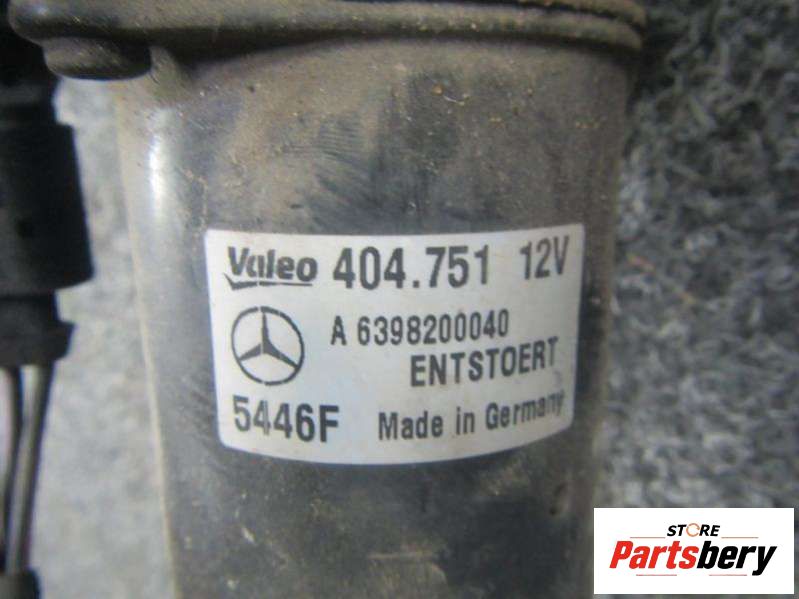 Valeo 404.751 12V
A 6398200040
ENTSTOERT
5446F Made in Germany
STORE
Partsbery